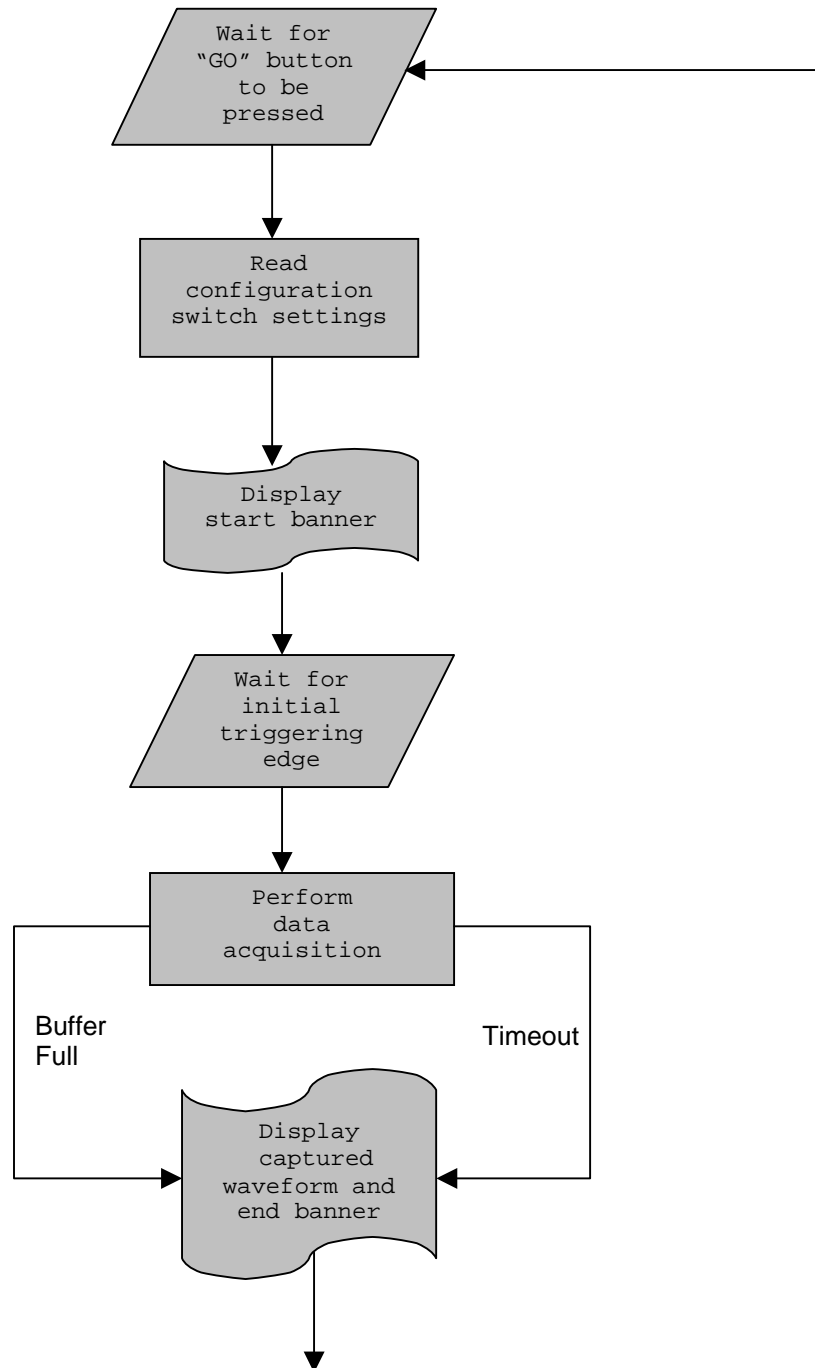 Wait for
“GO” button
to be
pressed
Read
configuration
switch settings
Display
start banner
Wait for
initial
triggering
edge
Perform
data
acquisition
Buffer
Full
Timeout
Display
captured
waveform and
end banner